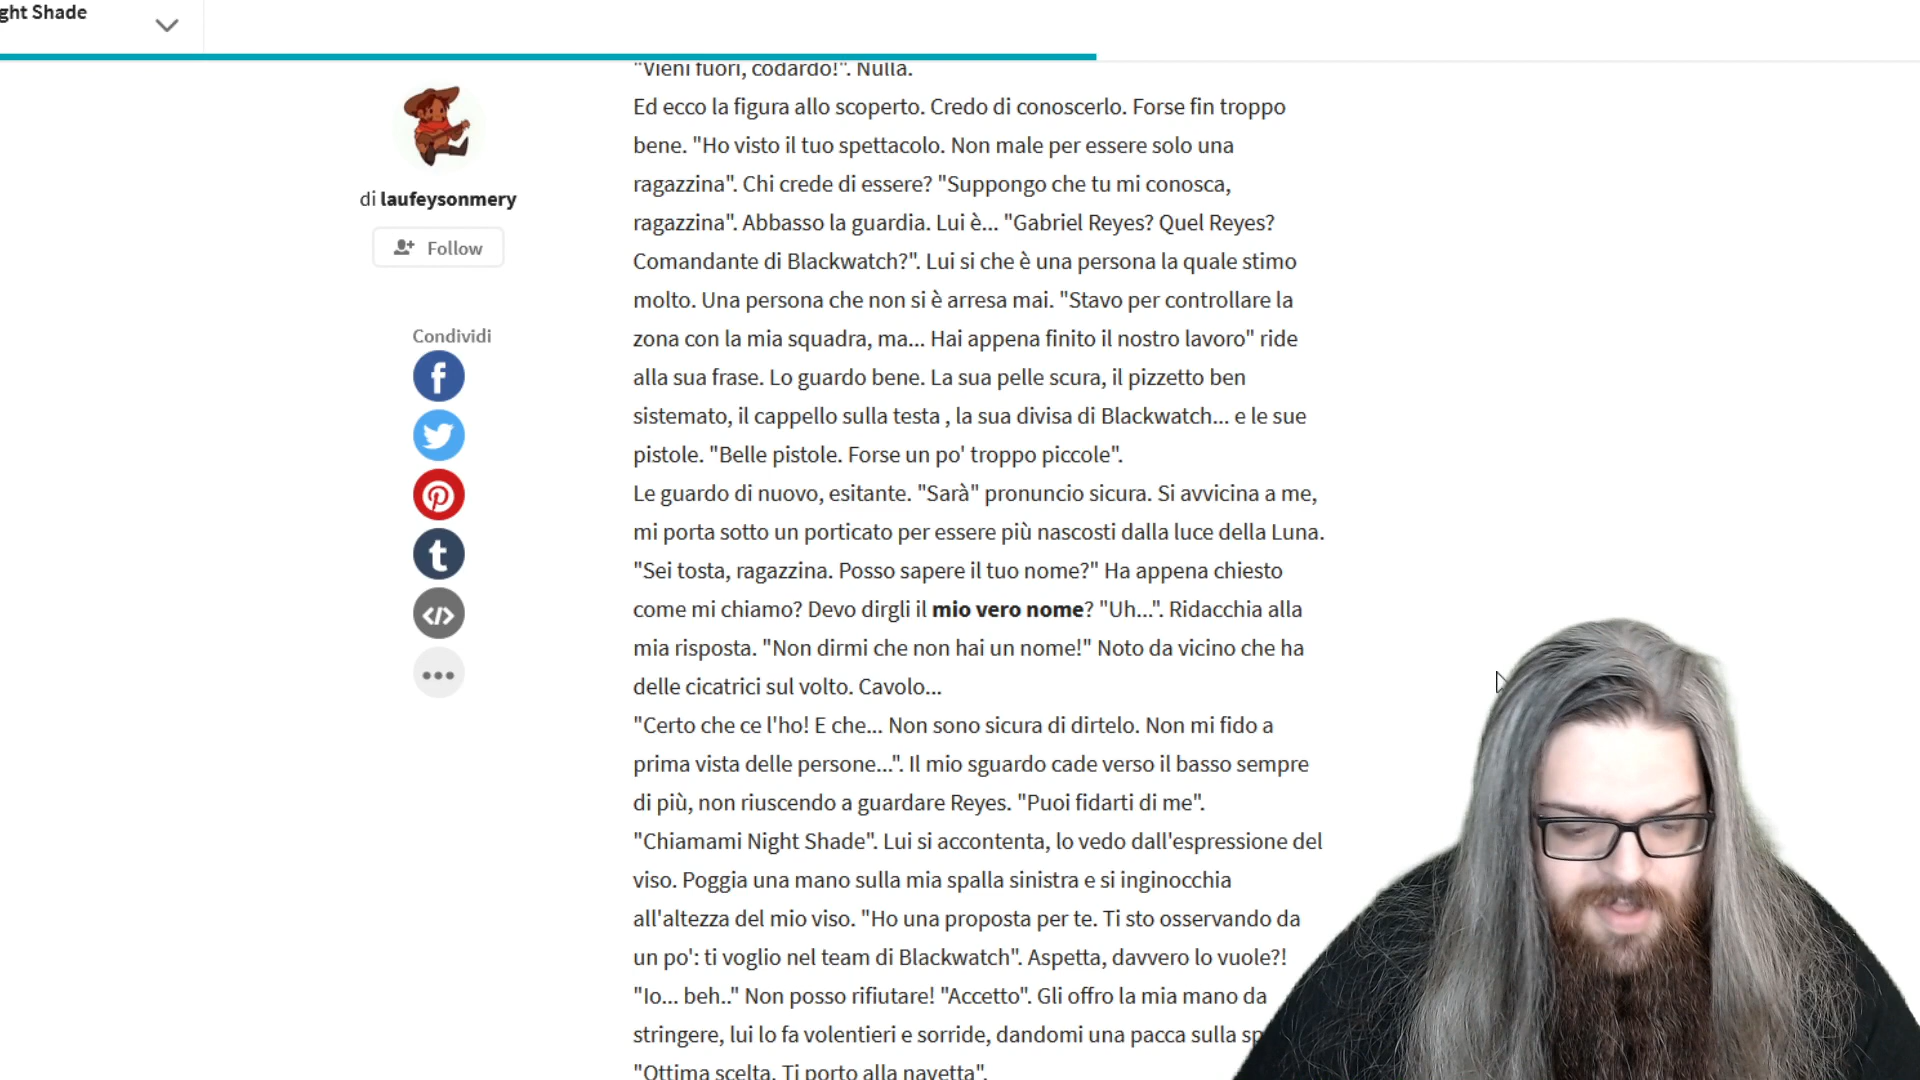 ght Shade
"Vieni fuori, codardo!". Nulla.
Ed ecco la figura allo scoperto. Credo di conoscerlo. Forse fin troppo
bene. "Ho visto il tuo spettacolo. Non male per essere solo una
ragazzina". Chi crede di essere? "Suppongo che tu mi conosca,
ragazzina". Abbasso la guardia. Lui è... "Gabriel Reyes? Quel Reyes?
Comandante di Blackwatch?". Lui si che è una persona la quale stimo
molto. Una persona che non si è arresa mai. "Stavo per controllare la
zona con la mia squadra, ma... Hai appena finito il nostro lavoro" ride
alla sua frase. Lo guardo bene. La sua pelle scura, il pizzetto ben
sistemato, il cappello sulla testa , la sua divisa di Blackwatch... e le sue
pistole. "Belle pistole. Forse un po' troppo piccole".
Le guardo di nuovo, esitante. "Sarà" pronuncio sicura. Si avvicina a me,
mi porta sotto un porticato per essere più nascosti dalla luce della Luna.
"Sei tosta, ragazzina. Posso sapere il tuo nome?" Ha appena chiesto
come mi chiamo? Devo dirgli il mio vero nome? "Uh...". Ridacchia alla
mia risposta. "Non dirmi che non hai un nome!" Noto da vicino che ha
delle cicatrici sul volto. Cavolo...
"Certo che ce l'ho! E che... Non sono sicura di dirtelo. Non mi fido a
prima vista delle persone...". Il mio sguardo cade verso il basso sempre
di più, non riuscendo a guardare Reyes. "Puoi fidarti di me".
"Chiamami Night Shade". Lui si accontenta, lo vedo dall'espressione del
viso. Poggia una mano sulla mia spalla sinistra e si inginocchia
all'altezza del mio viso. "Ho una proposta per te. Ti sto osservando da
un po': ti voglio nel team di Blackwatch". Aspetta, davvero lo vuole?!
"Io... beh.." Non posso rifiutare! "Accetto". Gli offro la mia mano da
stringere, lui lo fa volentieri e sorride, dandomi una pacca sulla sp
"Ottima scelta. Ti porto alla navetta".
di laufeysonmery
Follow
Condividi